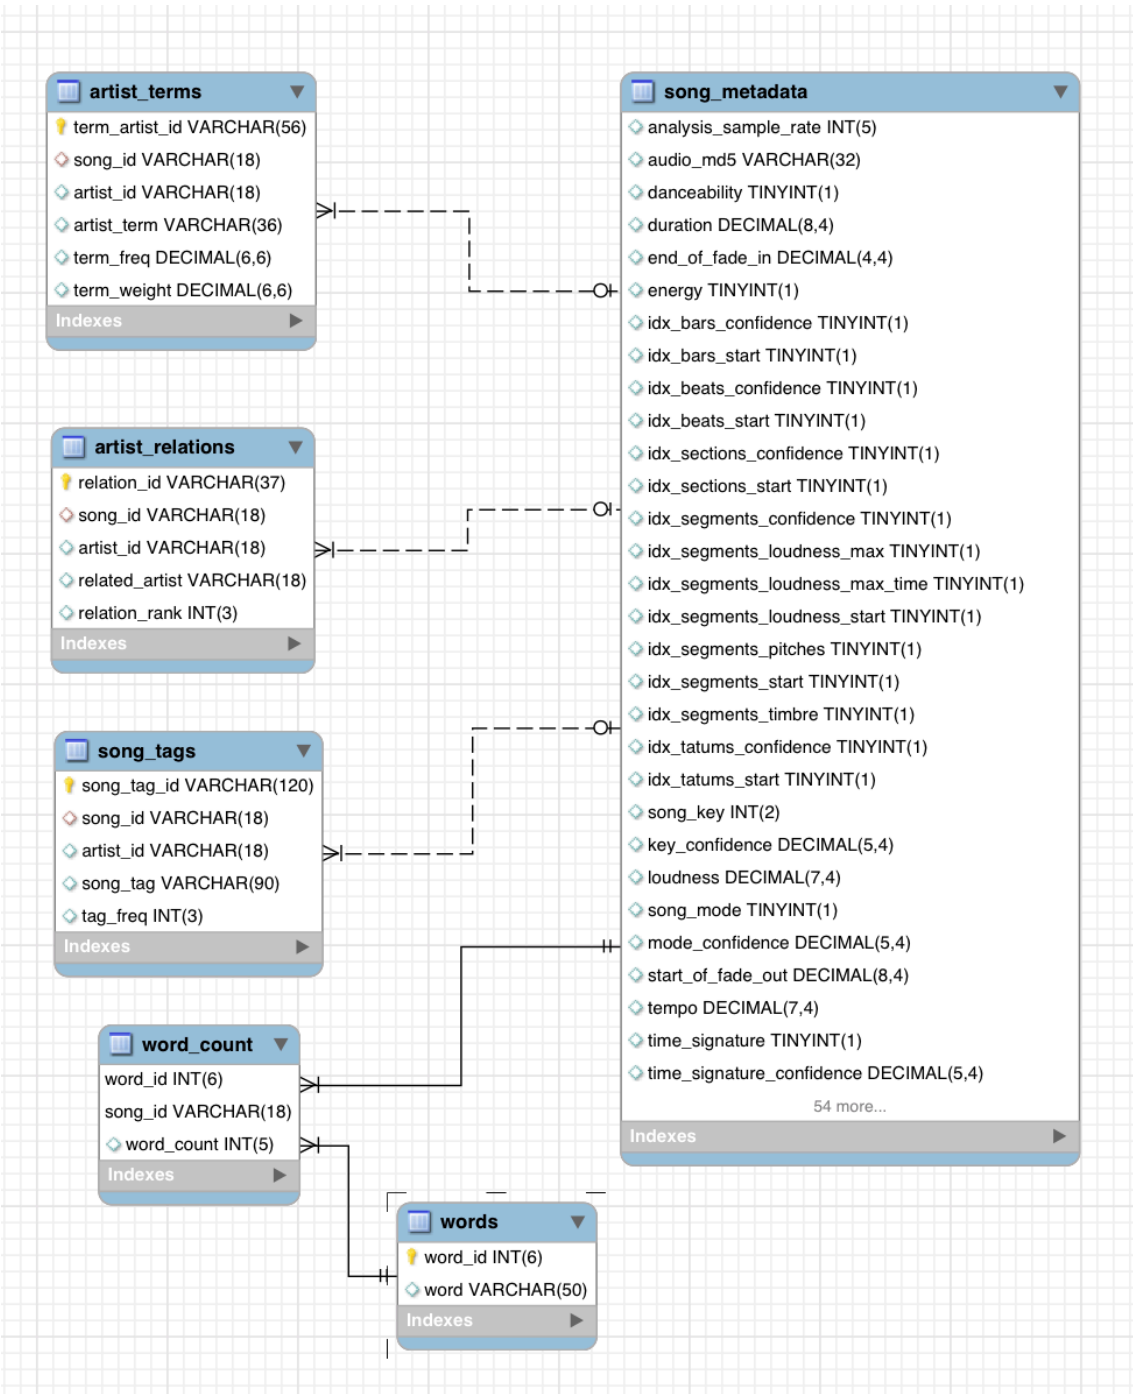 artist_terms
term_artist_id VARCHAR(56)
song_id VARCHAR(18)
artist_id VARCHAR(18)
artist_term VARCHAR(36)
term_freq DECIMAL(6,6)
term_weight DECIMAL(6,6)
Indexes
artist_relations
relation_id VARCHAR(37)
song_id VARCHAR(18)
artist_id VARCHAR(18)
related_artist VARCHAR(18)
relation_rank INT(3)
Indexes
song_tags
song_tag_id VARCHAR(120)
song_id VARCHAR(18)
artist_id VARCHAR(18)
song_tag VARCHAR(90)
tag_freq INT(3)
Indexes
word_count
word_id INT(6)
song_id VARCHAR(18)
word_count INT(5)
Indexes
words
word_id INT(6)
word VARCHAR(50)
Indexes
song_metadata
analysis_sample_rate INT(5)
audio_md5 VARCHAR(32)
danceability TINYINT(1)
duration DECIMAL(8,4)
end_of_fade_in DECIMAL(4,4)
energy TINYINT(1)
idx_bars_confidence TINYINT(1)
idx_bars_start TINYINT(1)
idx_beats_confidence TINYINT(1)
idx_beats_start TINYINT(1)
idx_sections_confidence TINYINT(1)
idx_sections_start TINYINT(1)
idx_segments_confidence TINYINT(1)
idx_segments_loudness_max TINYINT(1)
idx_segments_loudness_max_time TINYINT(1)
idx_segments_loudness_start TINYINT(1)
idx_segments_pitches TINYINT(1)
idx_segments_start TINYINT(1)
idx_segments_timbre TINYINT(1)
idx_tatums_confidence TINYINT(1)
idx_tatums_start TINYINT(1)
song_key INT(2)
key_confidence DECIMAL(5,4)
loudness DECIMAL(7,4)
song_mode TINYINT(1)
mode_confidence DECIMAL(5,4)
start_of_fade_out DECIMAL(8,4)
tempo DECIMAL(7,4)
time_signature TINYINT(1)
time_signature_confidence DECIMAL(5,4)
54 more...
Indexes